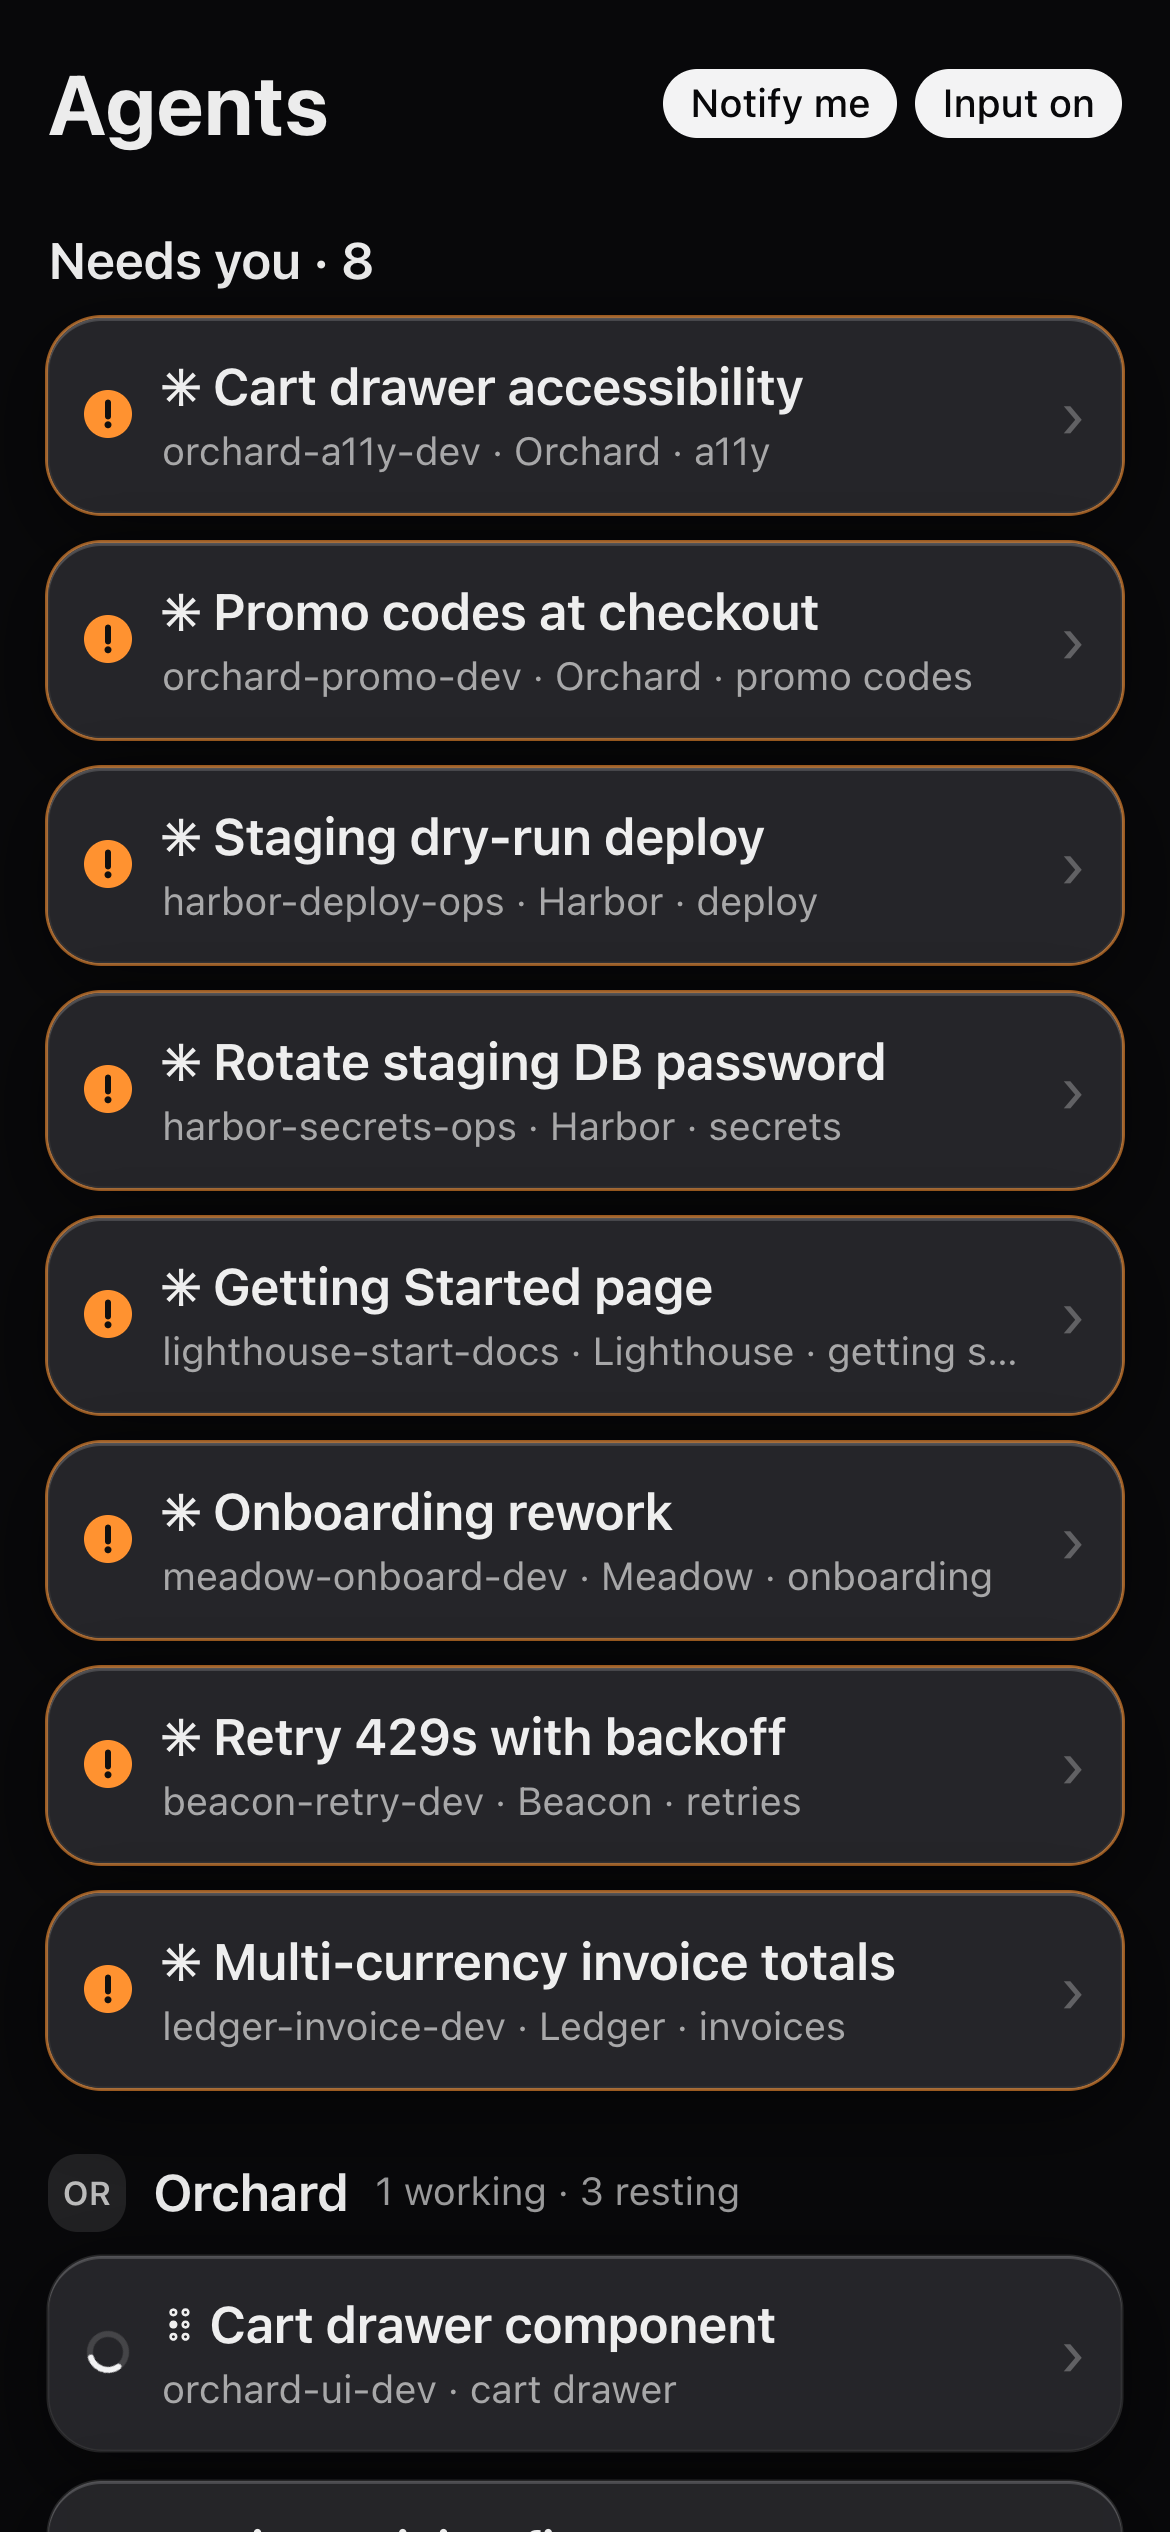 Agents
Notify me
Input on
Needs you · 8
✳ Cart drawer accessibility
orchard-a11y-dev · Orchard · a11y
✳ Promo codes at checkout
orchard-promo-dev · Orchard · promo codes
✳ Staging dry-run deploy
harbor-deploy-ops · Harbor · deploy
✳ Rotate staging DB password
harbor-secrets-ops · Harbor · secrets
✳ Getting Started page
lighthouse-start-docs · Lighthouse · getting s…
✳ Onboarding rework
meadow-onboard-dev · Meadow · onboarding
✳ Retry 429s with backoff
beacon-retry-dev · Beacon · retries
✳ Multi-currency invoice totals
ledger-invoice-dev · Ledger · invoices
OR Orchard 1 working · 3 resting
Cart drawer component
orchard-ui-dev · cart drawer